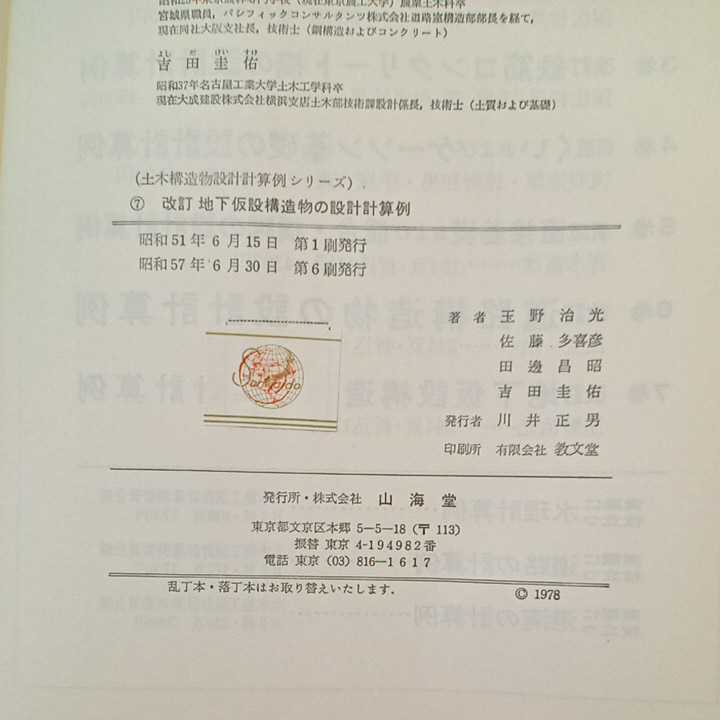 宮城県職員，パシフィックコンサルタンツ株式会社道路構造部部長を経て，
現在同社大阪支社長，技術士（鋼構造およびコンクリート）
吉田圭佑
昭和37年名古屋工業大学土木工学科卒
現在大成建設株式会社横浜支店土木部技術課設計係長，技術士（土質および基礎）
（土木構造物設計計算例シリーズ）
⑦ 改訂 地下仮設構造物の設計計算例
昭和51年 6月15日 第1刷発行
昭和57年 6月30日 第6刷発行
著者 王野治光
佐藤多喜彦
田邊昌昭
吉田圭佑
発行者 川井正男
印刷所 有限会社 教文堂
発行所・株式会社 山海堂
東京都文京区本郷 5-5-18（〒 113）
振替 東京 4-194982番
電話 東京（03）816-1617
乱丁本・落丁本はお取り替えいたします．
© 1978